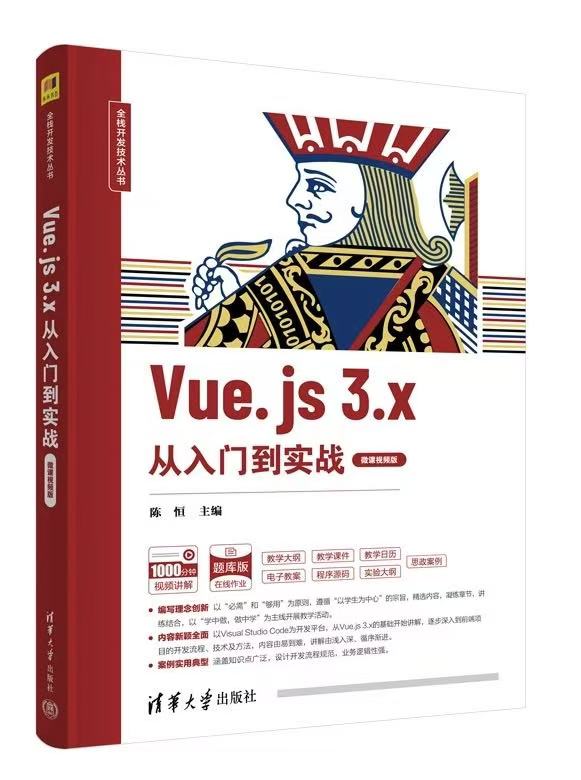 全栈开发技术丛书
Vue.js 3.x 从入门到实战
微课视频版
全栈开发技术丛书
1010101010101
Vue.js 3.x
从入门到实战
微课视频版
陈 恒 主编
1000分钟
视频讲解
题库版
在线作业
教学大纲
教学课件
教学日历
思政案例
电子教案
程序源码
实验大纲
• 编写理念创新 以“必需”和“够用”为原则，遵循“以学生为中心”的宗旨，精选内容，凝练章节，讲
练结合，以“学中做，做中学”为主线开展教学活动。
• 内容新颖全面 以Visual Studio Code为开发平台，从Vue.js 3.x的基础开始讲解，逐步深入到前端项
目的开发流程、技术及方法，内容由易到难，讲解由浅入深、循序渐进。
• 案例实用典型 涵盖知识点广泛，设计开发流程规范，业务逻辑性强。
清华大学出版社